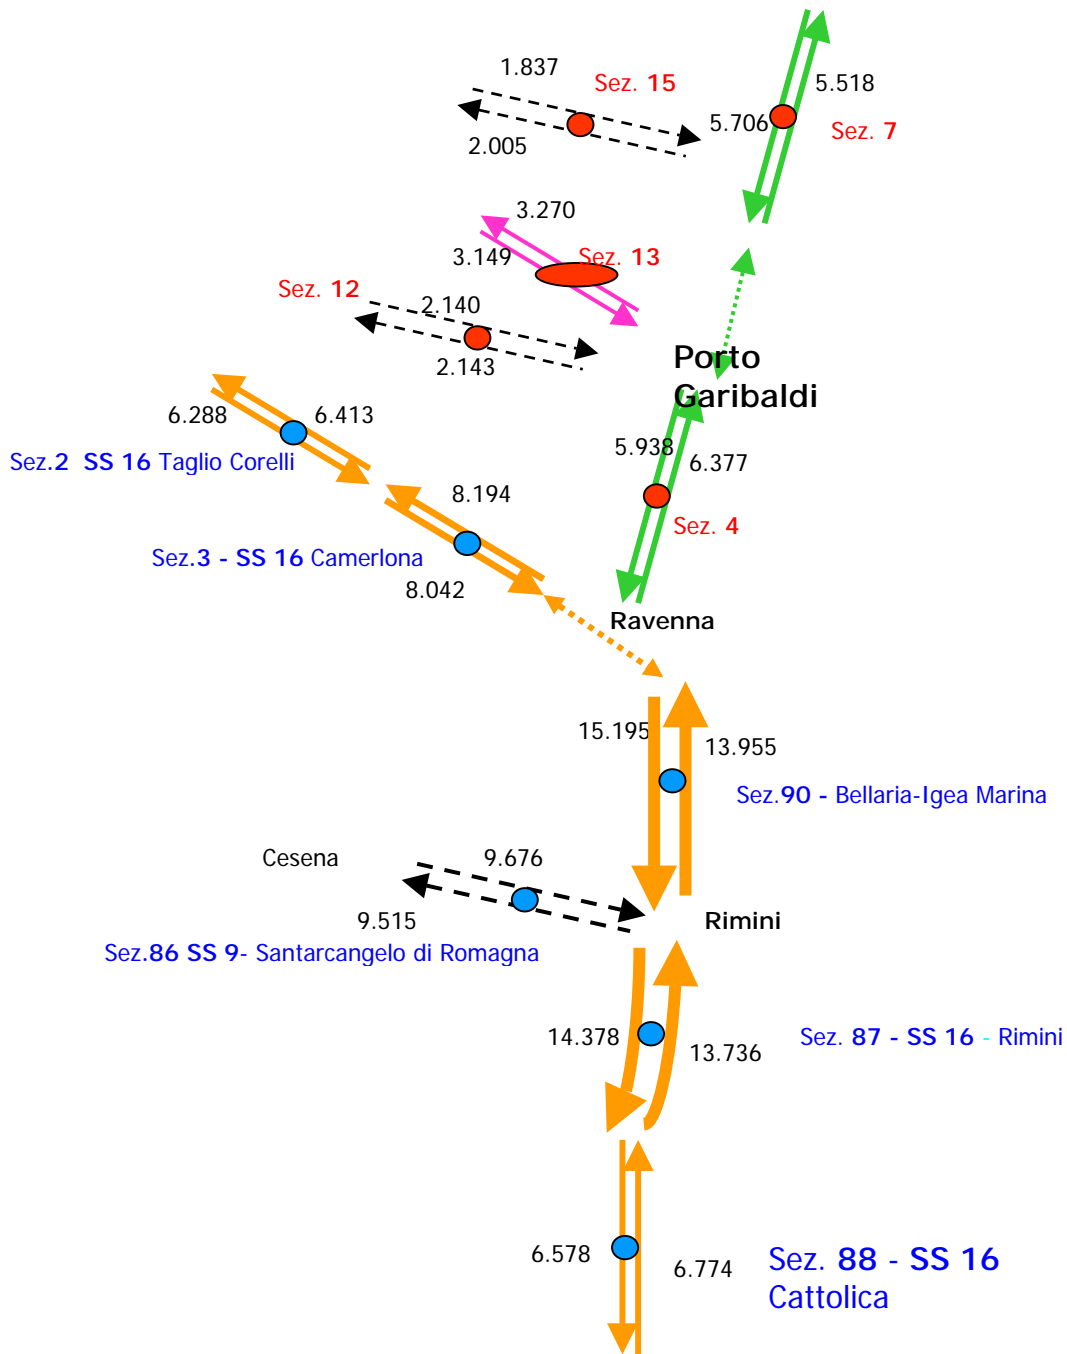 1.837
Sez. 15
5.518
5.706
Sez. 7
2.005
3.270
3.149
Sez. 13
Sez. 12
2.140
2.143
Porto
Garibaldi
6.288
6.413
Sez.2 SS 16 Taglio Corelli
5.938
6.377
8.194
Sez. 4
Sez.3 - SS 16 Camerlona
8.042
Ravenna
15.195
13.955
Sez.90 - Bellaria-Igea Marina
Cesena
9.676
9.515
Rimini
Sez.86 SS 9- Santarcangelo di Romagna
14.378
13.736
Sez. 87 - SS 16 - Rimini
6.578
6.774
Sez. 88 - SS 16
Cattolica